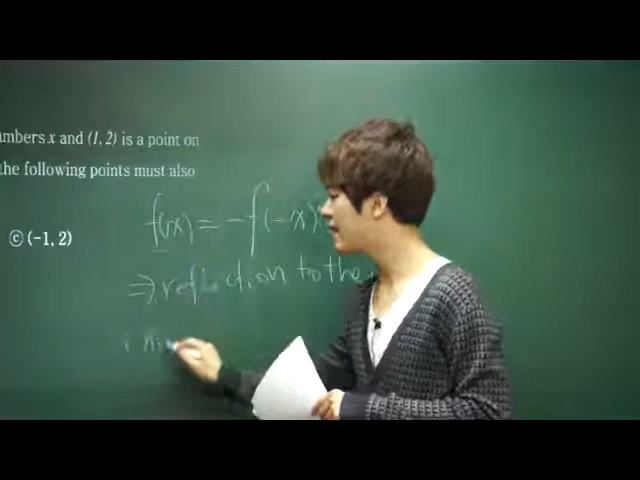 umbers x and (1, 2) is a point on
the following points must also
ⓒ (-1, 2)
f(x) = -f(-x)
⇒ reflection to the